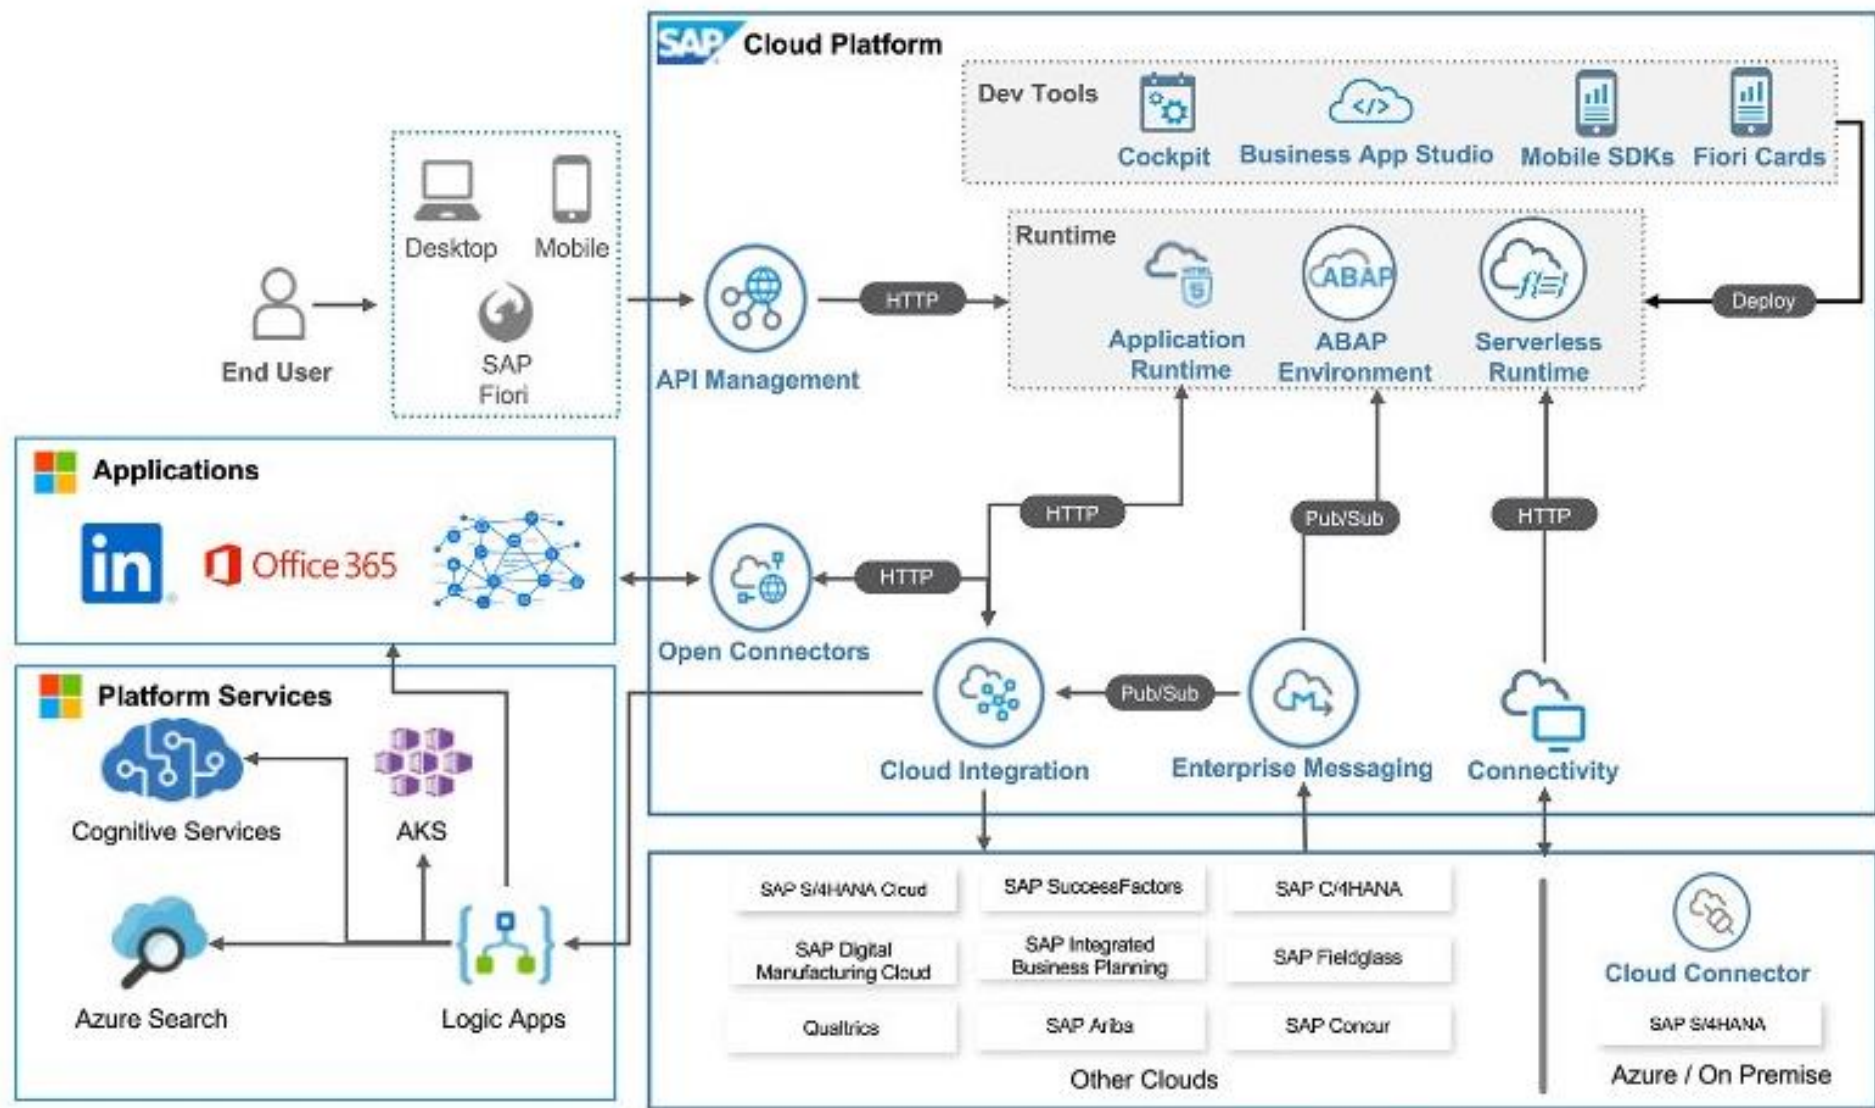 SAP Cloud Platform
Dev Tools
Cockpit
Business App Studio
</>
Mobile SDKs
Fiori Cards
Desktop
Mobile
SAP
Fiori
End User
API Management
HTTP
Runtime
HTML
5
Application
Runtime
ABAP
ABAP
Environment
f{=}
Serverless
Runtime
Deploy
Applications
in
Office 365
HTTP
HTTP
Pub/Sub
HTTP
Open Connectors
Platform Services
Cognitive Services
AKS
Azure Search
Logic Apps
Cloud Integration
Pub/Sub
M
Enterprise Messaging
Connectivity
SAP S/4HANA Cloud
SAP SuccessFactors
SAP C/4HANA
SAP Digital
Manufacturing Cloud
SAP Integrated
Business Planning
SAP Fieldglass
Qualtrics
SAP Ariba
SAP Concur
Other Clouds
Cloud Connector
SAP S/4HANA
Azure / On Premise